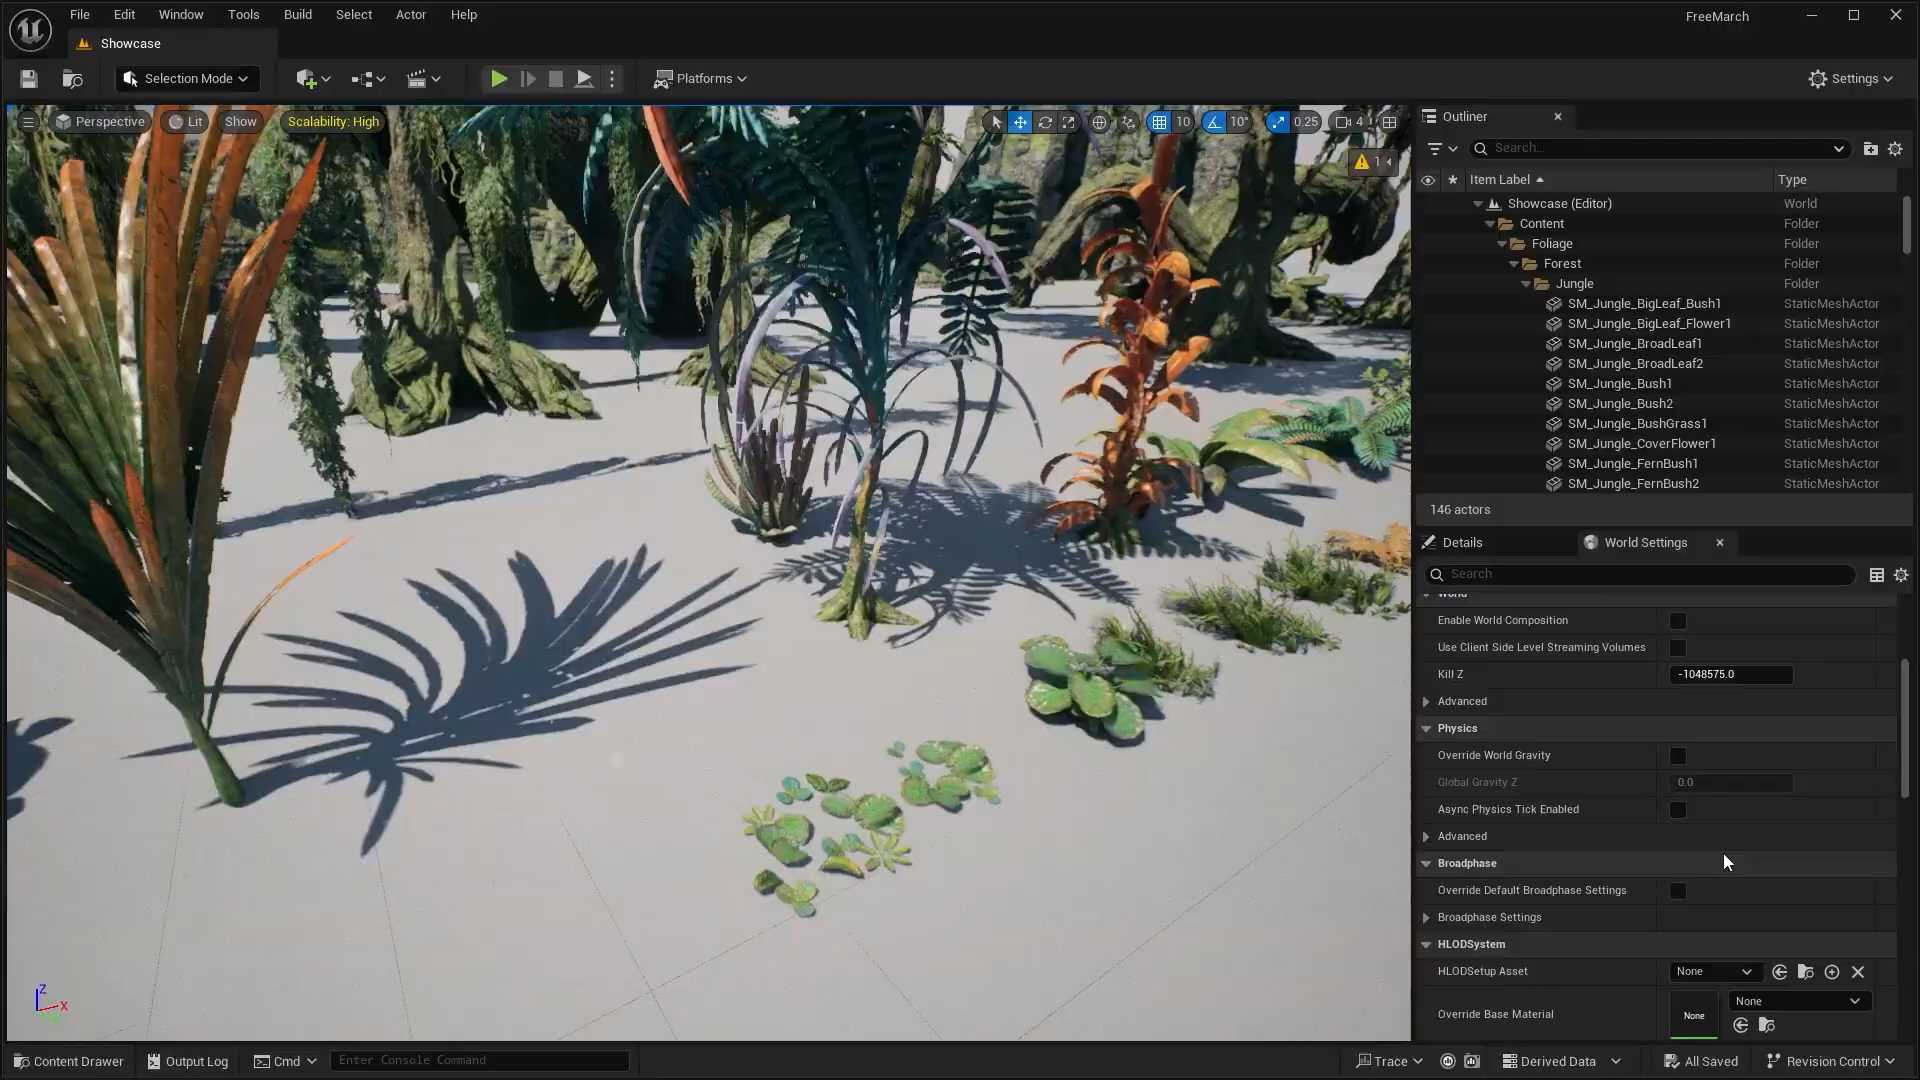 File Edit Window Tools Build Select Actor Help
FreeMarch
Showcase
Selection Mode
Platforms
Settings
Perspective Lit Show Scalability: High
10 10° 0.25 4
1
Outliner
Search...
Item Label Type
Showcase (Editor) World
Content Folder
Foliage Folder
Forest Folder
Jungle Folder
SM_Jungle_BigLeaf_Bush1 StaticMeshActor
SM_Jungle_BigLeaf_Flower1 StaticMeshActor
SM_Jungle_BroadLeaf1 StaticMeshActor
SM_Jungle_BroadLeaf2 StaticMeshActor
SM_Jungle_Bush1 StaticMeshActor
SM_Jungle_Bush2 StaticMeshActor
SM_Jungle_BushGrass1 StaticMeshActor
SM_Jungle_CoverFlower1 StaticMeshActor
SM_Jungle_FernBush1 StaticMeshActor
SM_Jungle_FernBush2 StaticMeshActor
146 actors
Details World Settings
Search
World
Enable World Composition
Use Client Side Level Streaming Volumes
Kill Z -1048575.0
Advanced
Physics
Override World Gravity
Global Gravity Z 0.0
Async Physics Tick Enabled
Advanced
Broadphase
Override Default Broadphase Settings
Broadphase Settings
HLODSystem
HLODSetup Asset None
None
Override Base Material None
Z
X
Content Drawer Output Log Cmd Enter Console Command
Trace Derived Data All Saved Revision Control